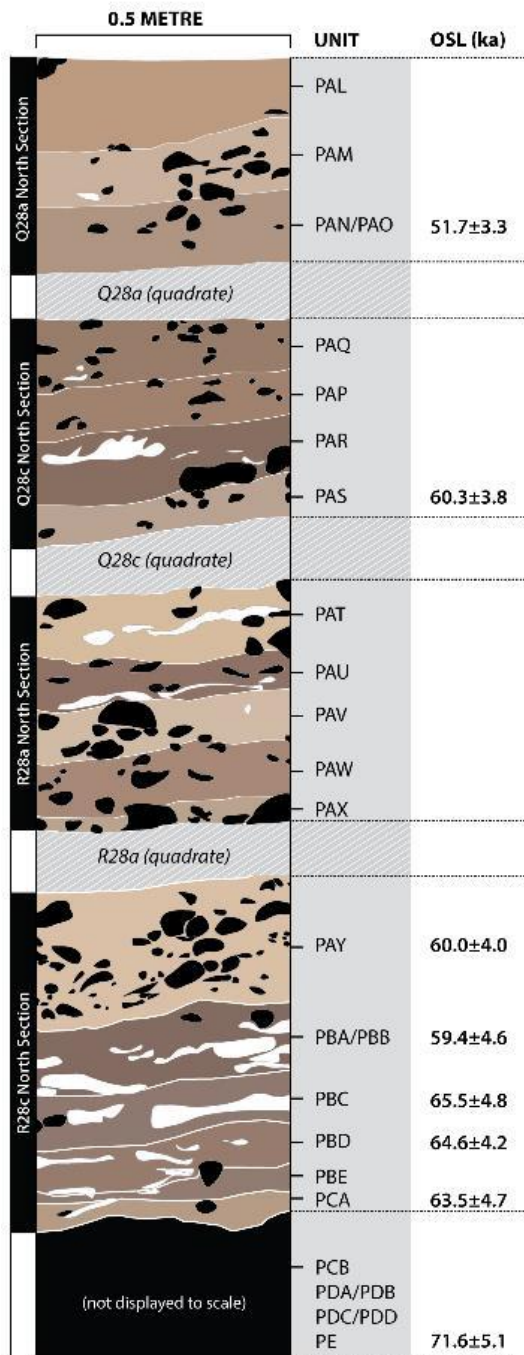 0.5 METRE
UNIT OSL (ka)
Q28a North Section
PAL
PAM
PAN/PAO 51.7±3.3
Q28a (quadrate)
Q28c North Section
PAQ
PAP
PAR
PAS 60.3±3.8
Q28c (quadrate)
R28a North Section
PAT
PAU
PAV
PAW
PAX
R28a (quadrate)
R28c North Section
PAY 60.0±4.0
PBA/PBB 59.4±4.6
PBC 65.5±4.8
PBD 64.6±4.2
PBE
PCA 63.5±4.7
(not displayed to scale)
PCB
PDA/PDB
PDC/PDD
PE 71.6±5.1